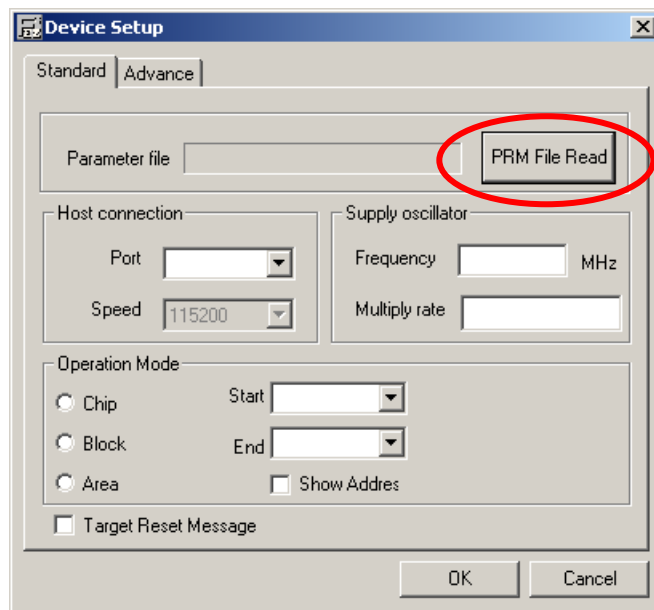 Device Setup
Standard Advance
Parameter file PRM File Read
Host connection Supply oscillator
Port Frequency MHz
Speed 115200 Multiply rate
Operation Mode
Chip Start
Block End
Area Show Addres
Target Reset Message
OK Cancel